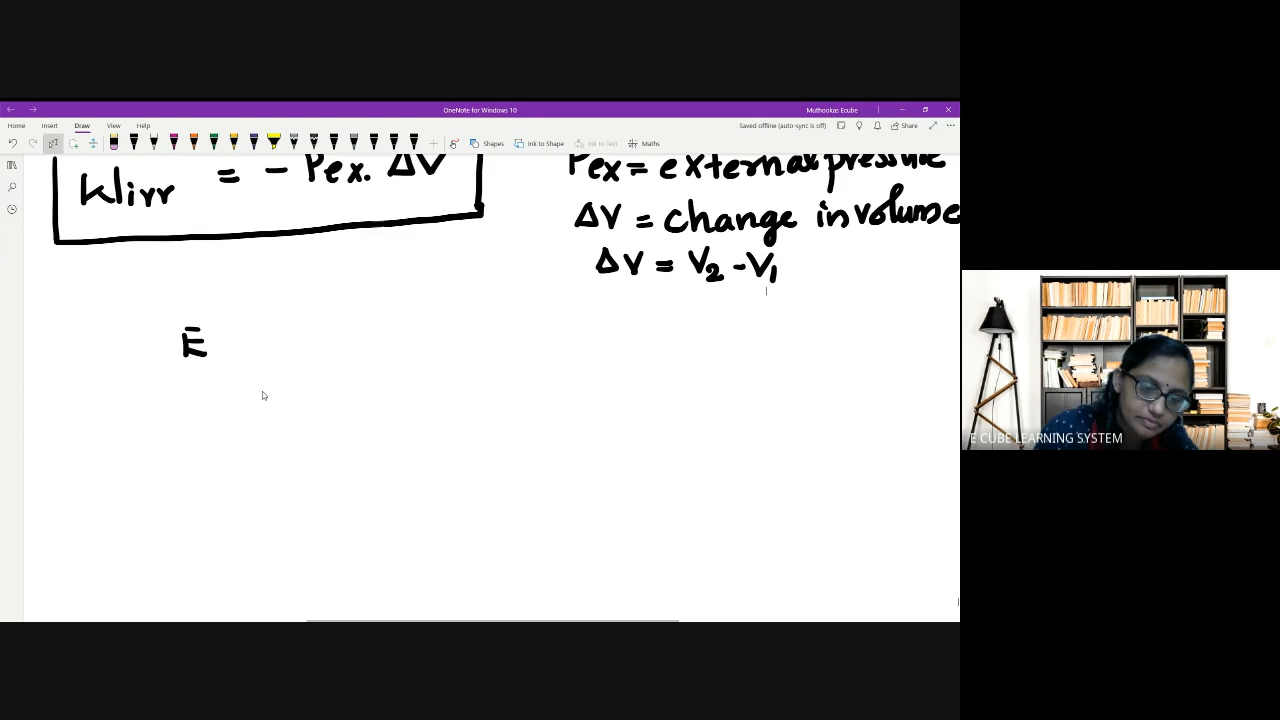 OneNote for Windows 10
Muthookas Ecube
Home Insert Draw View Help
Saved offline (auto-sync is off)
Share
Shapes
Ink to Shape
Ink to Text
Maths
Wirr = - Pex. ΔV
Pex = external pressure
ΔV = change in volume
ΔV = V₂ - V₁
E
E CUBE LEARNING SYSTEM